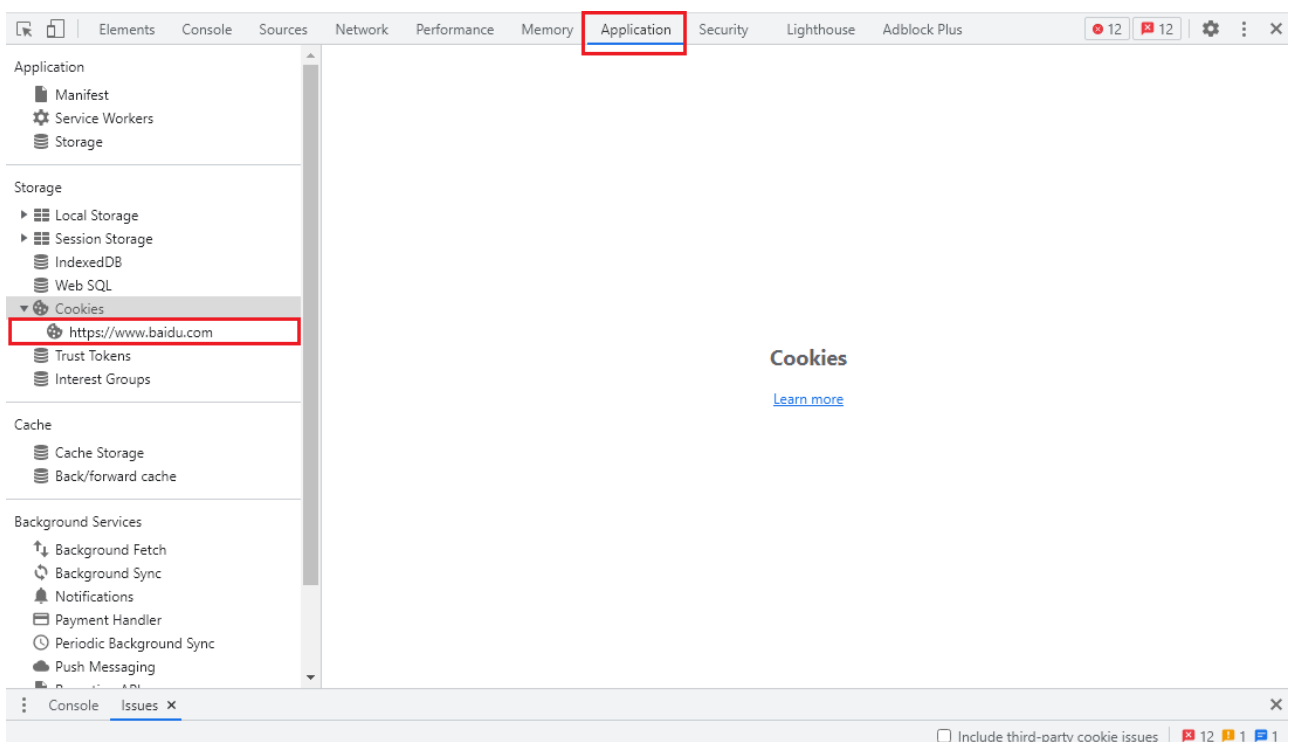 Elements Console Sources Network Performance Memory Application Security Lighthouse Adblock Plus 12 12
Application
Manifest
Service Workers
Storage
Storage
Local Storage
Session Storage
IndexedDB
Web SQL
Cookies
https://www.baidu.com
Trust Tokens
Interest Groups
Cache
Cache Storage
Back/forward cache
Background Services
Background Fetch
Background Sync
Notifications
Payment Handler
Periodic Background Sync
Push Messaging
Cookies
Learn more
Console Issues
Include third-party cookie issues 12 1 1